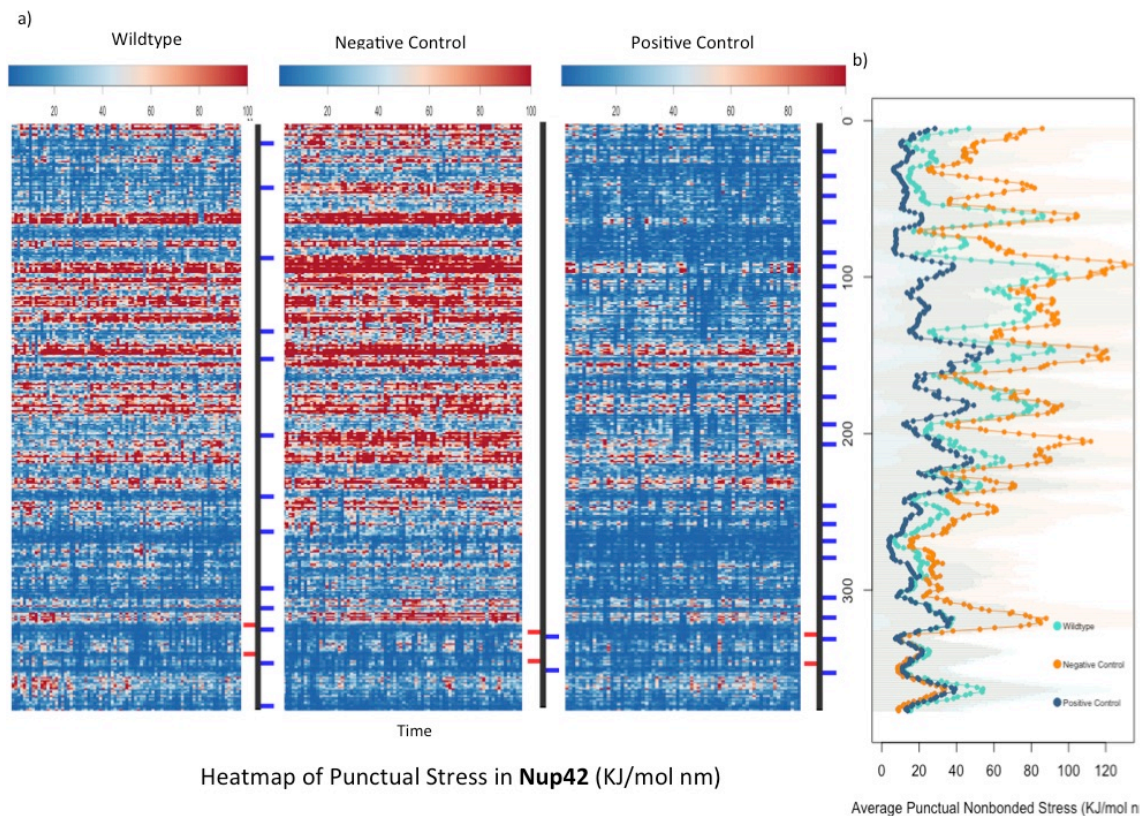 a)
Wildtype
Negative Control
Positive Control
b)
20 40 60 80 100
20 40 60 80 100
20 40 60 80
0
100
200
300
Wildtype
Negative Control
Positive Control
0 20 40 60 80 100 120
Time
Heatmap of Punctual Stress in Nup42 (KJ/mol nm)
Average Punctual Nonbonded Stress (KJ/mol n